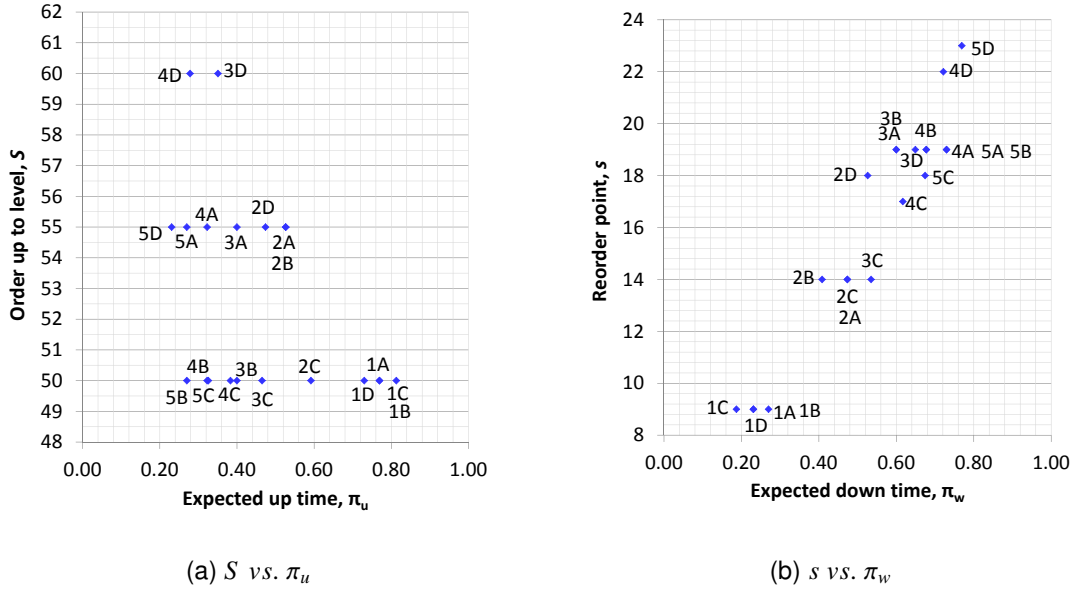 62
61
60
59
58
57
56
55
54
53
52
51
50
49
48
Order up to level, S
4D
3D
2D
4A
5D
5A
3A
2A
2B
4B
3B
2C
1A
5B
5C
4C
3C
1D
1C
1B
0.00 0.20 0.40 0.60 0.80 1.00
Expected up time, πu
(a) S vs. πu
24
22
20
18
16
14
12
10
8
Reorder point, s
5D
4D
3B
3A
4B
3D
4A 5A 5B
2D
5C
4C
3C
2B
2C
2A
1C
1A 1B
1D
0.00 0.20 0.40 0.60 0.80 1.00
Expected down time, πw
(b) s vs. πw